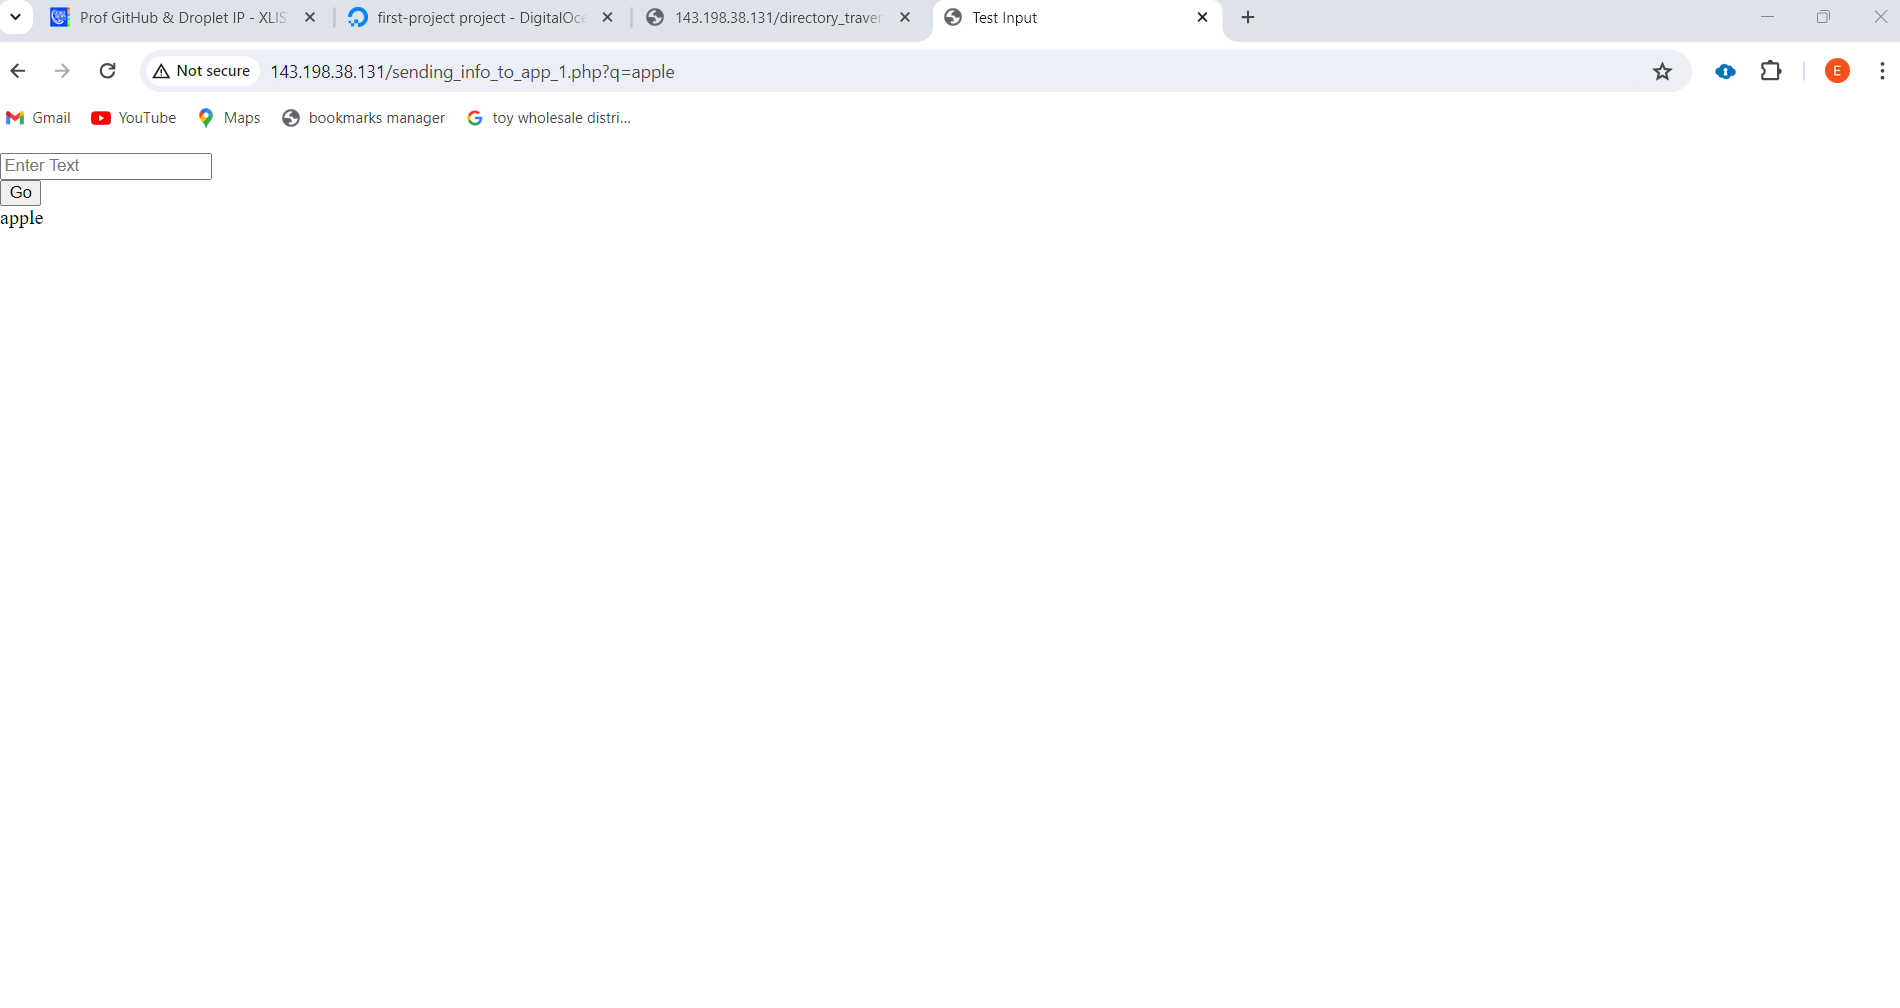 Prof GitHub & Droplet IP - XLIS
first-project project - DigitalOce
143.198.38.131/directory_traver
Test Input
Not secure
143.198.38.131/sending_info_to_app_1.php?q=apple
E
Gmail
YouTube
Maps
bookmarks manager
toy wholesale distri...
Enter Text
Go
apple